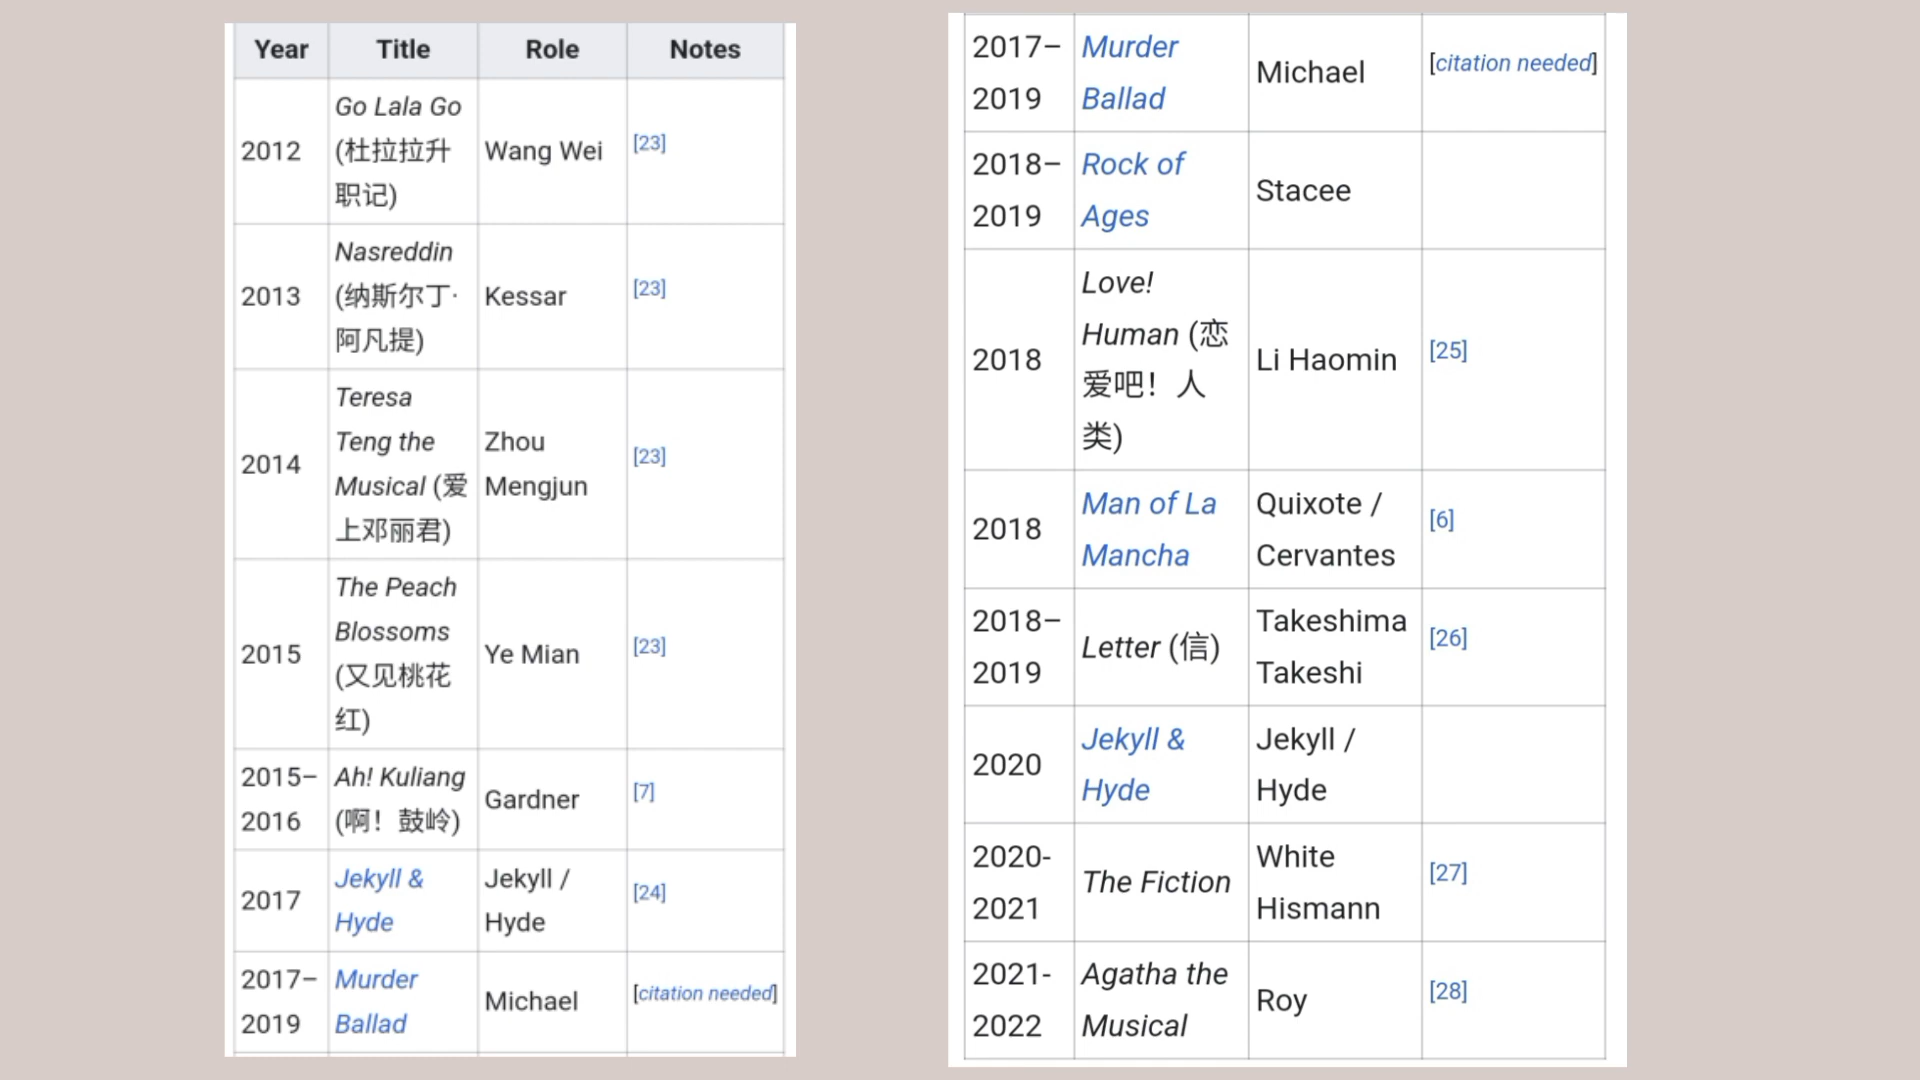 Year Title Role Notes
2012
Go Lala Go
(杜拉拉升
职记)
Wang Wei
[23]
2013
Nasreddin
(纳斯尔丁·
阿凡提)
Kessar
[23]
2014
Teresa
Teng the
Musical (爱
上邓丽君)
Zhou
Mengjun
[23]
2015
The Peach
Blossoms
(又见桃花
红)
Ye Mian
[23]
2015–
2016
Ah! Kuliang
(啊！鼓岭)
Gardner
[7]
2017
Jekyll &
Hyde
Jekyll /
Hyde
[24]
2017–
2019
Murder
Ballad
Michael
[citation needed]
2017–
2019
Murder
Ballad
Michael
[citation needed]
2018–
2019
Rock of
Ages
Stacee
2018
Love!
Human (恋
爱吧！人
类)
Li Haomin
[25]
2018
Man of La
Mancha
Quixote /
Cervantes
[6]
2018–
2019
Letter (信)
Takeshima
Takeshi
[26]
2020
Jekyll &
Hyde
Jekyll /
Hyde
2020-
2021
The Fiction
White
Hismann
[27]
2021-
2022
Agatha the
Musical
Roy
[28]